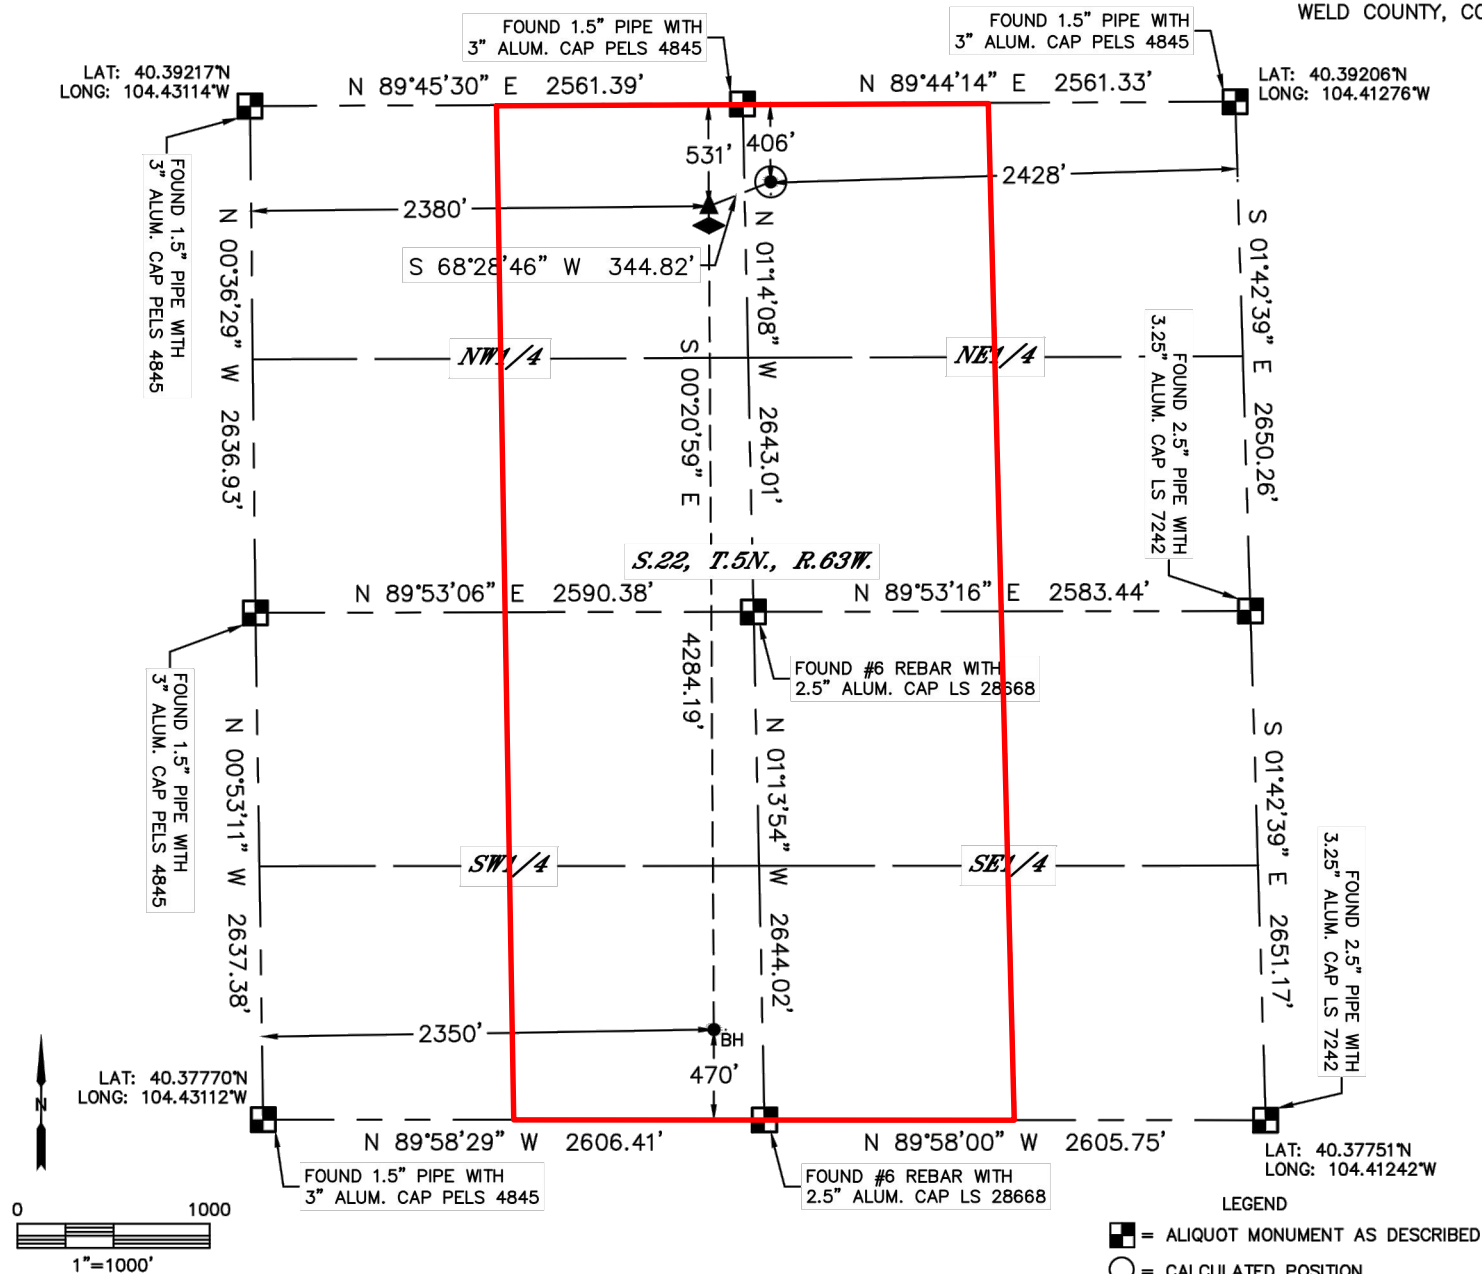 WELD COUNTY, CO
FOUND 1.5" PIPE WITH
3" ALUM. CAP PELS 4845
FOUND 1.5" PIPE WITH
3" ALUM. CAP PELS 4845
LAT: 40.39217°N
LONG: 104.43114°W
N 89°45'30" E 2561.39'
N 89°44'14" E 2561.33'
LAT: 40.39206°N
LONG: 104.41276°W
531'
406'
2428'
2380'
S 68°28'46" W 344.82'
FOUND 1.5" PIPE WITH
3" ALUM. CAP PELS 4845
N 00°36'29" W 2636.93'
S 00°20'59" E 4284.19'
N 01°14'08" W 2643.01'
S 01°42'39" E 2650.26'
FOUND 2.5" PIPE WITH
3.25" ALUM. CAP LS 7242
NW1/4
NE1/4
S.22, T.5N., R.63W.
N 89°53'06" E 2590.38'
N 89°53'16" E 2583.44'
FOUND #6 REBAR WITH
2.5" ALUM. CAP LS 28668
FOUND 1.5" PIPE WITH
3" ALUM. CAP PELS 4845
N 00°53'11" W 2637.38'
N 01°13'54" W 2644.02'
S 01°42'39" E 2651.17'
FOUND 2.5" PIPE WITH
3.25" ALUM. CAP LS 7242
SW1/4
SE1/4
2350'
BH
470'
LAT: 40.37770°N
LONG: 104.43112°W
N
N 89°58'29" W 2606.41'
N 89°58'00" W 2605.75'
LAT: 40.37751°N
LONG: 104.41242°W
FOUND 1.5" PIPE WITH
3" ALUM. CAP PELS 4845
FOUND #6 REBAR WITH
2.5" ALUM. CAP LS 28668
0 1000
1"=1000'
LEGEND
= ALIQUOT MONUMENT AS DESCRIBED
= CALCULATED POSITION